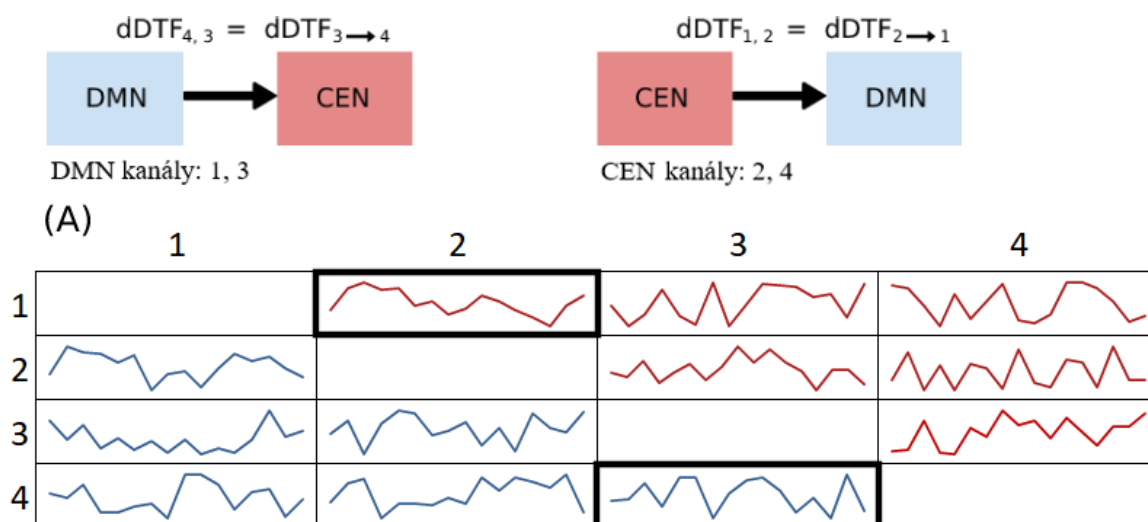 dDTF4, 3 = dDTF3→4
dDTF1, 2 = dDTF2→1
DMN
CEN
CEN
DMN
DMN kanály: 1, 3
CEN kanály: 2, 4
(A)
1 2 3 4
1
2
3
4